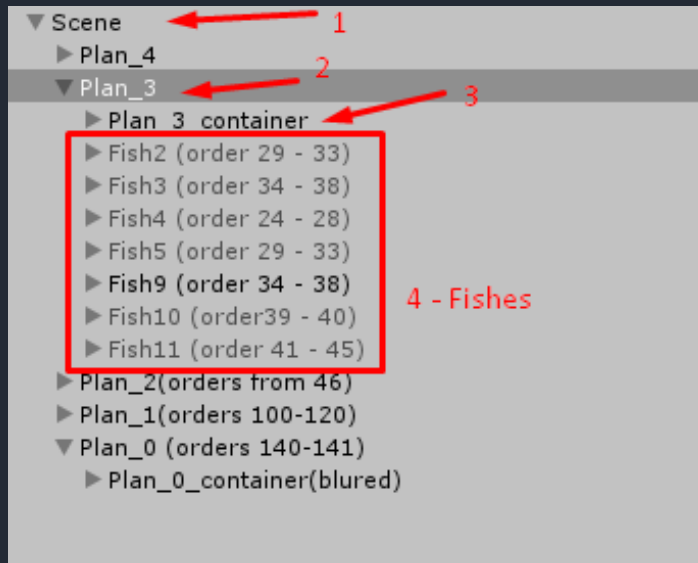 Scene
1
Plan_4
2
Plan_3
3
Plan_3_container
Fish2 (order 29 - 33)
Fish3 (order 34 - 38)
Fish4 (order 24 - 28)
Fish5 (order 29 - 33)
Fish9 (order 34 - 38)
4 - Fishes
Fish10 (order39 - 40)
Fish11 (order 41 - 45)
Plan_2(orders from 46)
Plan_1(orders 100-120)
Plan_0 (orders 140-141)
Plan_0_container(blured)